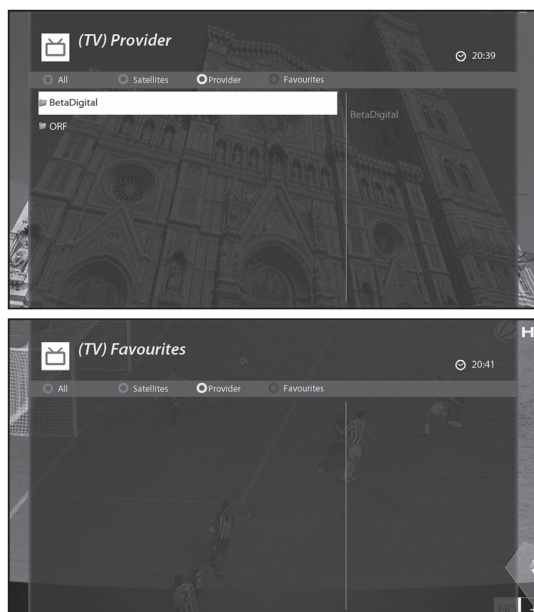 (TV) Provider
20:39
All Satellites Provider Favourites
BetaDigital
BetaDigital
ORF
H
(TV) Favourites
20:41
All Satellites Provider Favourites
HD